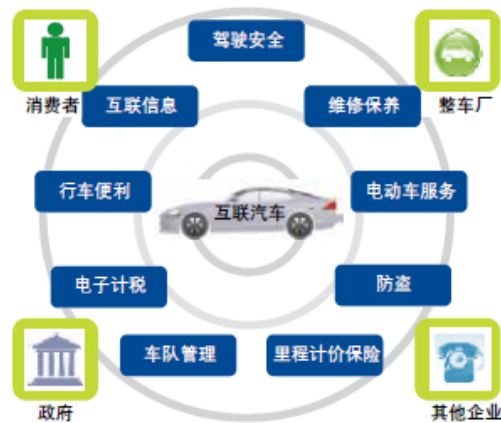 驾驶安全
消费者
互联信息
维修保养
整车厂
行车便利
互联汽车
电动车服务
电子计税
防盗
车队管理
里程计价保险
政府
其他企业